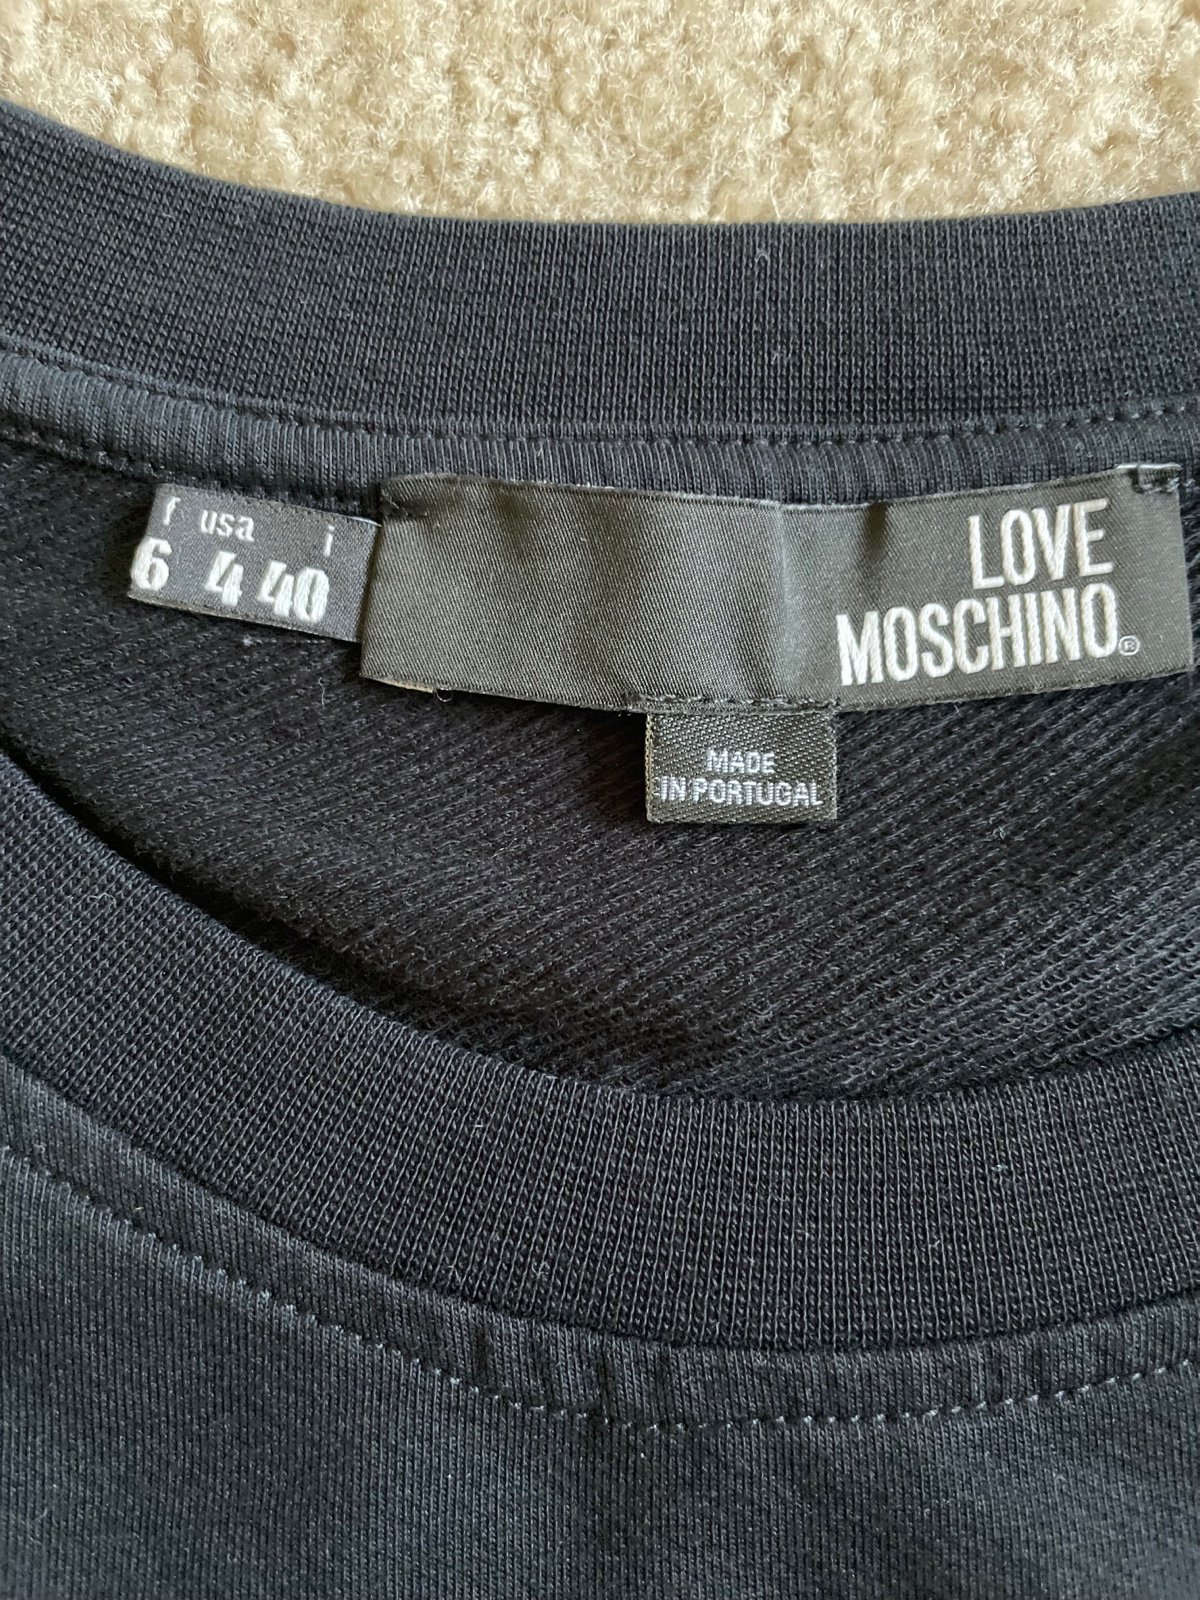 f usa i
6 4 40
LOVE
MOSCHINO®
MADE
IN PORTUGAL